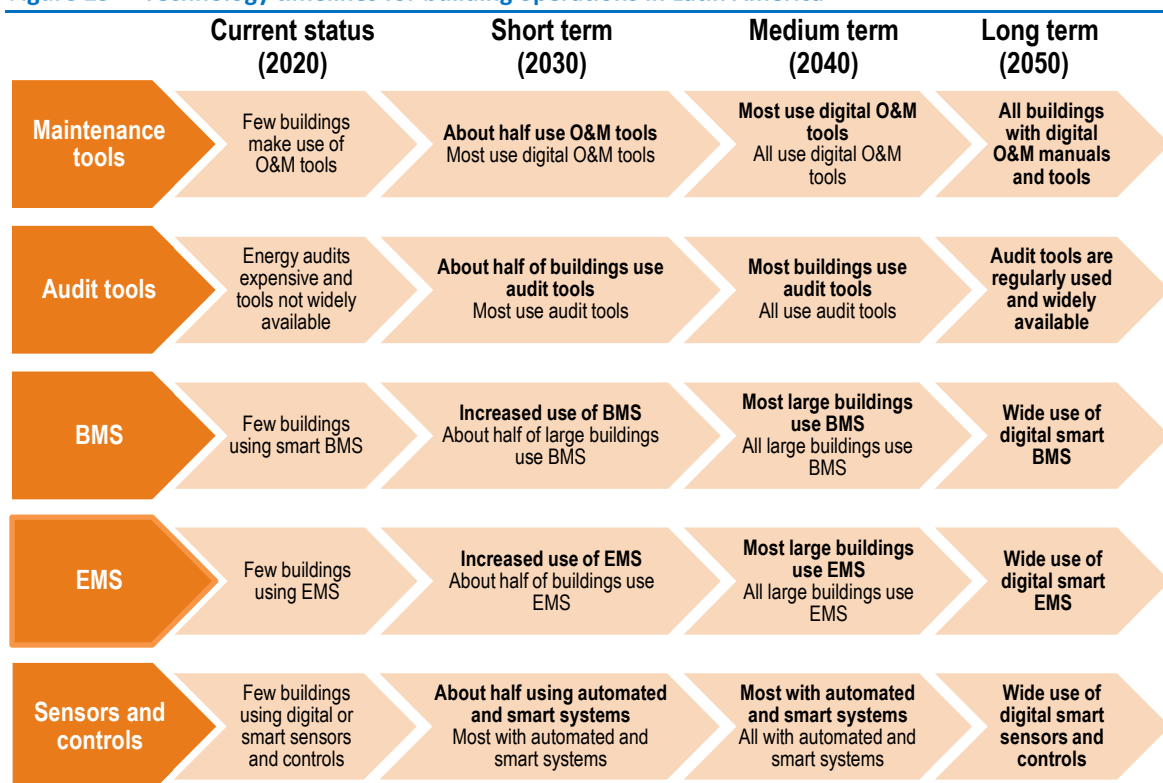 Current status
(2020)
Short term
(2030)
Medium term
(2040)
Long term
(2050)
Maintenance
tools
Few buildings
make use of
O&M tools
About half use O&M tools
Most use digital O&M tools
Most use digital O&M
tools
All use digital O&M
tools
All buildings
with digital
O&M manuals
and tools
Audit tools
Energy audits
expensive and
tools not widely
available
About half of buildings use
audit tools
Most use audit tools
Most buildings use
audit tools
All use audit tools
Audit tools are
regularly used
and widely
available
BMS
Few buildings
using smart BMS
Increased use of BMS
About half of large buildings
use BMS
Most large buildings
use BMS
All large buildings use
BMS
Wide use of
digital smart
BMS
EMS
Few buildings
using EMS
Increased use of EMS
About half of buildings use
EMS
Most large buildings
use EMS
All large buildings use
EMS
Wide use of
digital smart
EMS
Sensors and
controls
Few buildings
using digital or
smart sensors
and controls
About half using automated
and smart systems
Most with automated and
smart systems
Most with automated
and smart systems
All with automated and
smart systems
Wide use of
digital smart
sensors and
controls